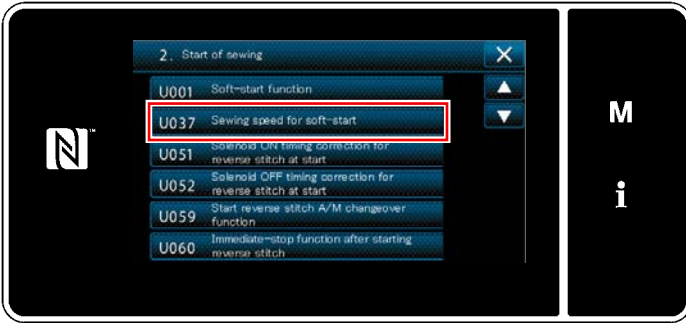 2. Start of sewing
U001 Soft-start function
U037 Sewing speed for soft-start
U051 Solenoid ON timing correction for
reverse stitch at start
U052 Solenoid OFF timing correction for
reverse stitch at start
U059 Start reverse stitch A/M changeover
function
U060 Immediate-stop function after starting
reverse stitch
N
M
i